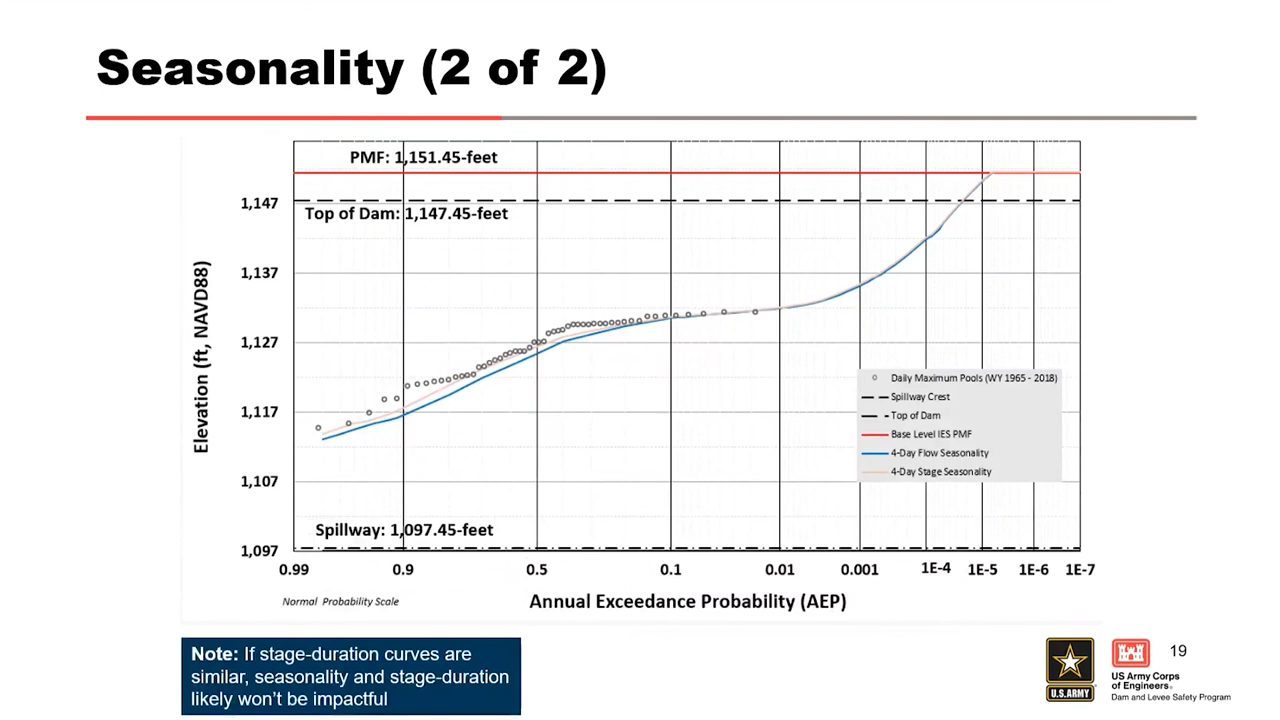 Seasonality (2 of 2)
PMF: 1,151.45-feet
1,147
Top of Dam: 1,147.45-feet
1,137
1,127
1,117
1,107
1,097
Elevation (ft, NAVD88)
Daily Maximum Pools (WY 1965 - 2018)
Spillway Crest
Top of Dam
Base Level IES PMF
4-Day Flow Seasonality
4-Day Stage Seasonality
Spillway: 1,097.45-feet
0.99 0.9 0.5 0.1 0.01 0.001 1E-4 1E-5 1E-6 1E-7
Normal Probability Scale
Annual Exceedance Probability (AEP)
Note: If stage-duration curves are
similar, seasonality and stage-duration
likely won't be impactful
U.S.ARMY
US Army Corps
of Engineers®
Dam and Levee Safety Program
19